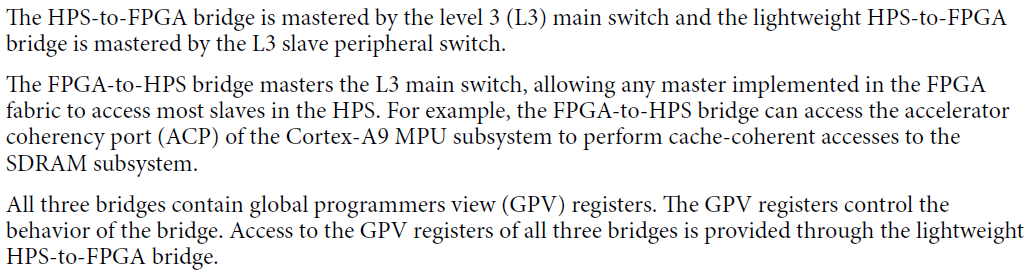 The HPS-to-FPGA bridge is mastered by the level 3 (L3) main switch and the lightweight HPS-to-FPGA
bridge is mastered by the L3 slave peripheral switch.
The FPGA-to-HPS bridge masters the L3 main switch, allowing any master implemented in the FPGA
fabric to access most slaves in the HPS. For example, the FPGA-to-HPS bridge can access the accelerator
coherency port (ACP) of the Cortex-A9 MPU subsystem to perform cache-coherent accesses to the
SDRAM subsystem.
All three bridges contain global programmers view (GPV) registers. The GPV registers control the
behavior of the bridge. Access to the GPV registers of all three bridges is provided through the lightweight
HPS-to-FPGA bridge.